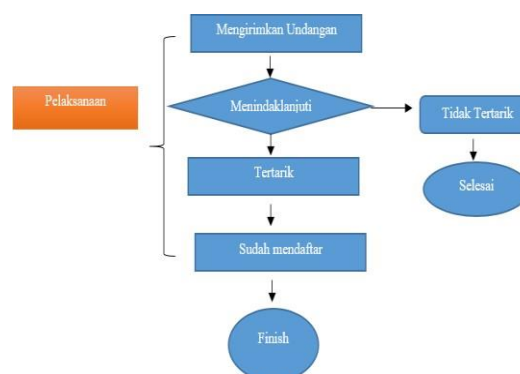 Mengirimkan Undangan
Pelaksanaan
Menindaklanjuti
Tidak Tertarik
Tertarik
Selesai
Sudah mendaftar
Finish